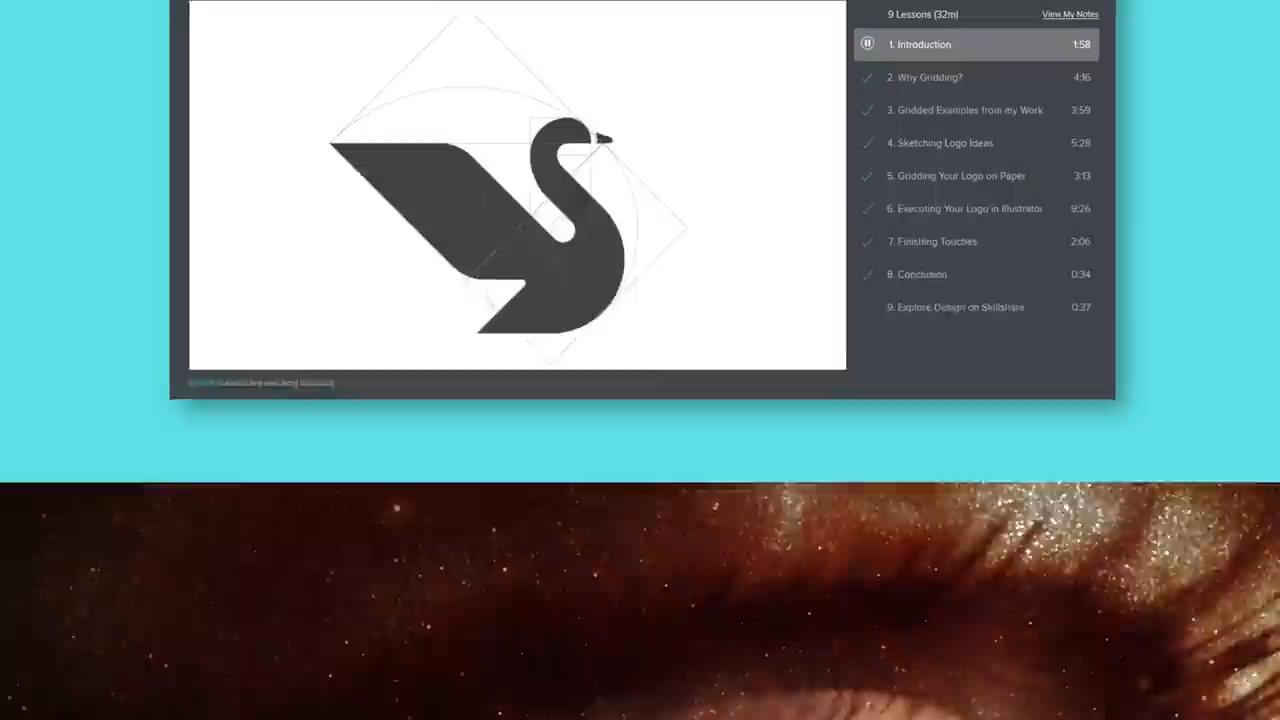 9 Lessons (32m) View My Notes
1. Introduction 1:58
2. Why Gridding? 4:16
3. Gridded Examples from my Work 3:59
4. Sketching Logo Ideas 5:28
5. Gridding Your Logo on Paper 3:13
6. Executing Your Logo in Illustrator 9:26
7. Finishing Touches 2:06
8. Conclusion 0:34
9. Explore Design on Skillshare 0:37